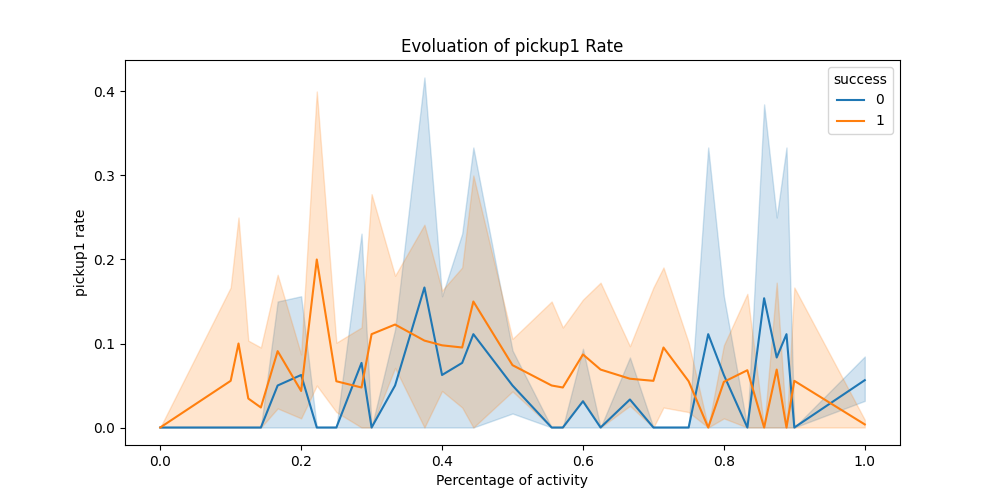 Evoluation of pickup1 Rate
success
0
1
0.4
0.3
0.2
0.1
0.0
pickup1 rate
0.0 0.2 0.4 0.6 0.8 1.0
Percentage of activity